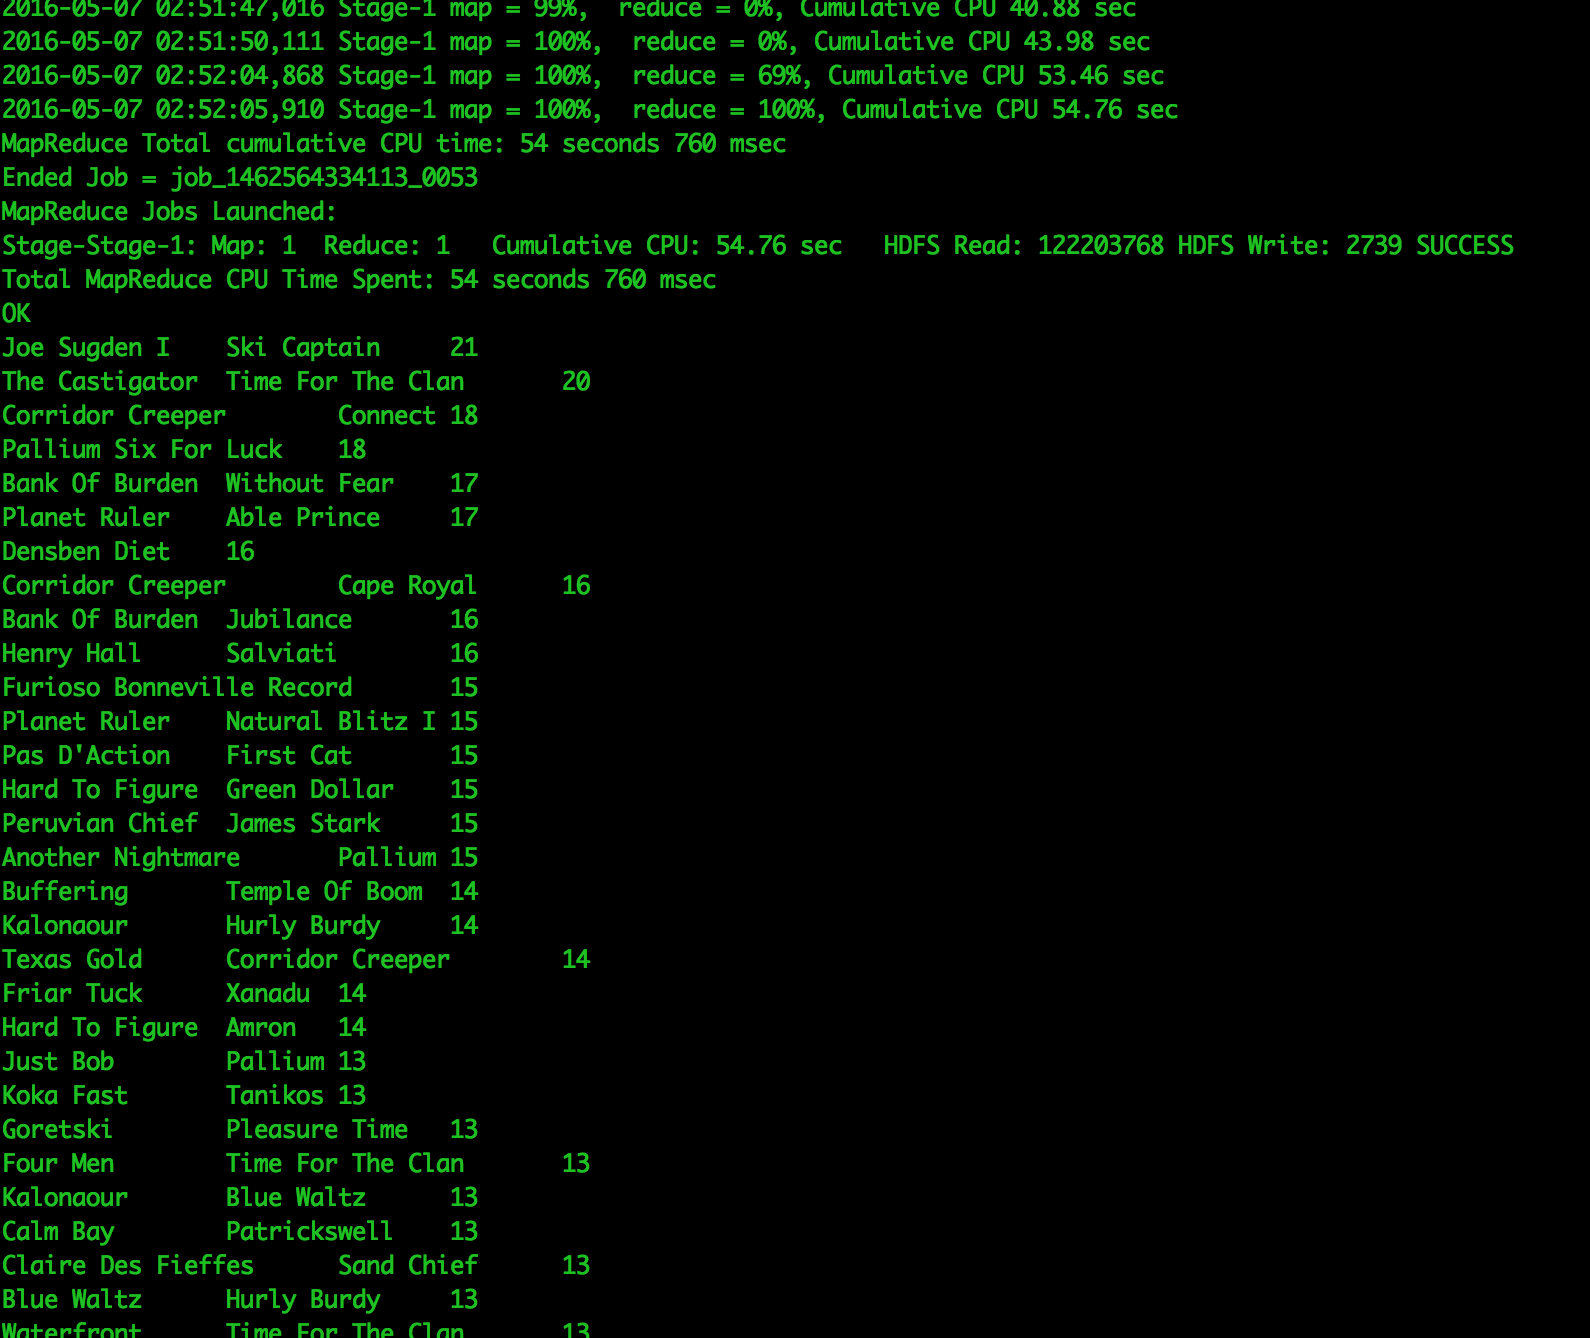 2016-05-07 02:51:47,016 Stage-1 map = 99%,  reduce = 0%, Cumulative CPU 40.88 sec
2016-05-07 02:51:50,111 Stage-1 map = 100%,  reduce = 0%, Cumulative CPU 43.98 sec
2016-05-07 02:52:04,868 Stage-1 map = 100%,  reduce = 69%, Cumulative CPU 53.46 sec
2016-05-07 02:52:05,910 Stage-1 map = 100%,  reduce = 100%, Cumulative CPU 54.76 sec
MapReduce Total cumulative CPU time: 54 seconds 760 msec
Ended Job = job_1462564334113_0053
MapReduce Jobs Launched:
Stage-Stage-1: Map: 1  Reduce: 1   Cumulative CPU: 54.76 sec   HDFS Read: 122203768 HDFS Write: 2739 SUCCESS
Total MapReduce CPU Time Spent: 54 seconds 760 msec
OK
Joe Sugden I    Ski Captain     21
The Castigator  Time For The Clan       20
Corridor Creeper        Connect 18
Pallium Six For Luck    18
Bank Of Burden  Without Fear    17
Planet Ruler    Able Prince     17
Densben Diet    16
Corridor Creeper        Cape Royal      16
Bank Of Burden  Jubilance       16
Henry Hall      Salviati        16
Furioso Bonneville Record       15
Planet Ruler    Natural Blitz I 15
Pas D'Action    First Cat       15
Hard To Figure  Green Dollar    15
Peruvian Chief  James Stark     15
Another Nightmare       Pallium 15
Buffering       Temple Of Boom  14
Kalonaour       Hurly Burdy     14
Texas Gold      Corridor Creeper        14
Friar Tuck      Xanadu  14
Hard To Figure  Amron   14
Just Bob        Pallium 13
Koka Fast       Tanikos 13
Goretski        Pleasure Time   13
Four Men        Time For The Clan       13
Kalonaour       Blue Waltz      13
Calm Bay        Patrickswell    13
Claire Des Fieffes      Sand Chief      13
Blue Waltz      Hurly Burdy     13
Waterfront      Time For The Clan       13